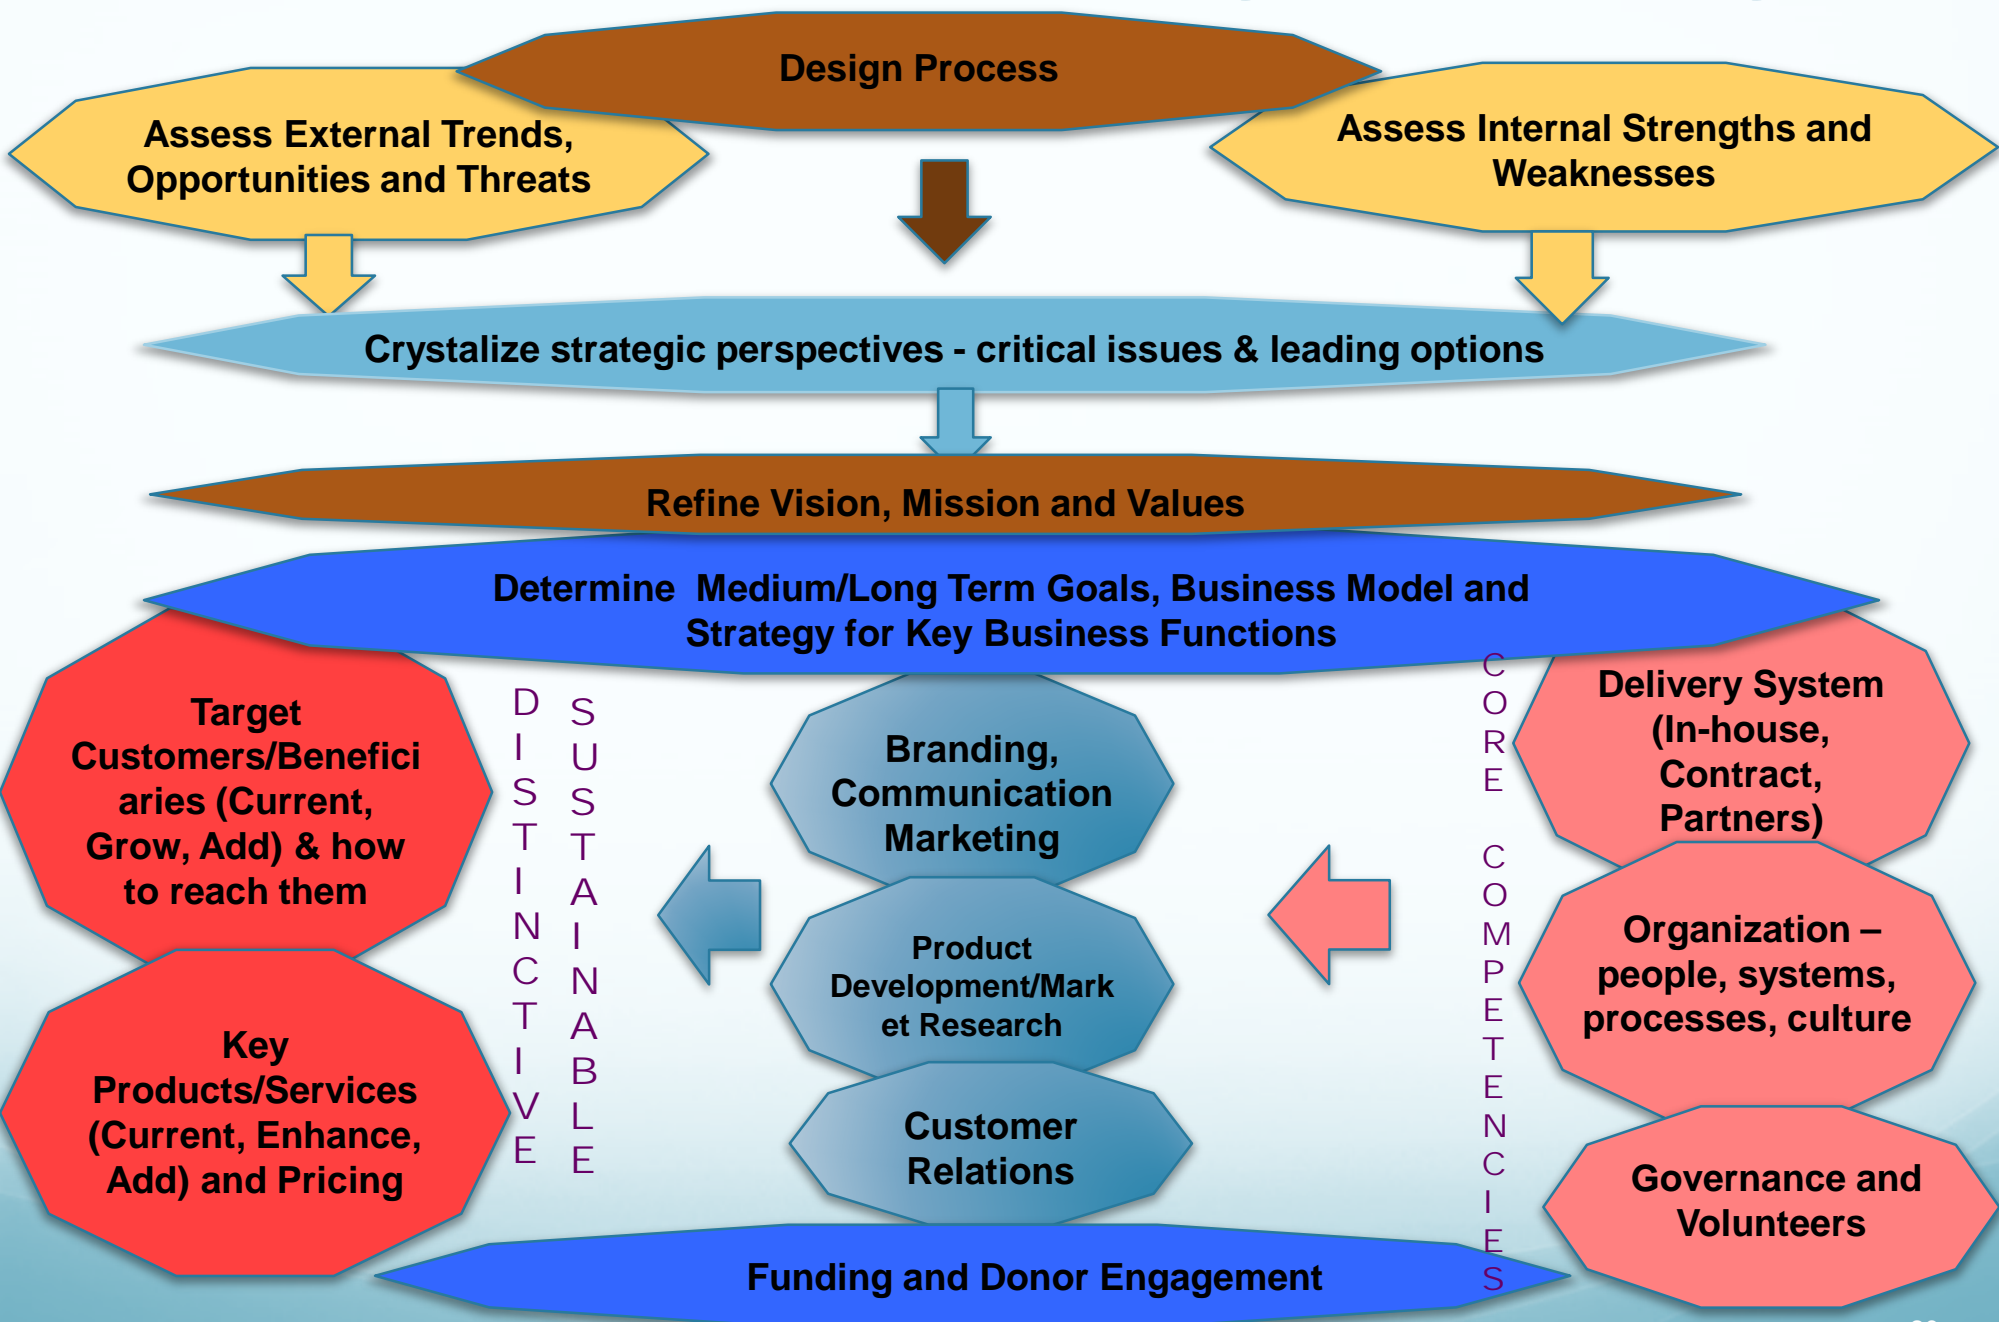 Design Process
Assess External Trends,
Opportunities and Threats
Assess Internal Strengths and
Weaknesses
Crystalize strategic perspectives - critical issues & leading options
Refine Vision, Mission and Values
Determine  Medium/Long Term Goals, Business Model and
Strategy for Key Business Functions
Target
Customers/Benefici
aries (Current,
Grow, Add) & how
to reach them
Key
Products/Services
(Current, Enhance,
Add) and Pricing
DISTINCTIVE
SUSTAINABLE
Branding,
Communication
Marketing
Product
Development/Mark
et Research
Customer
Relations
CORE COMPETENCIES
Delivery System
(In-house,
Contract,
Partners)
Organization –
people, systems,
processes, culture
Governance and
Volunteers
Funding and Donor Engagement